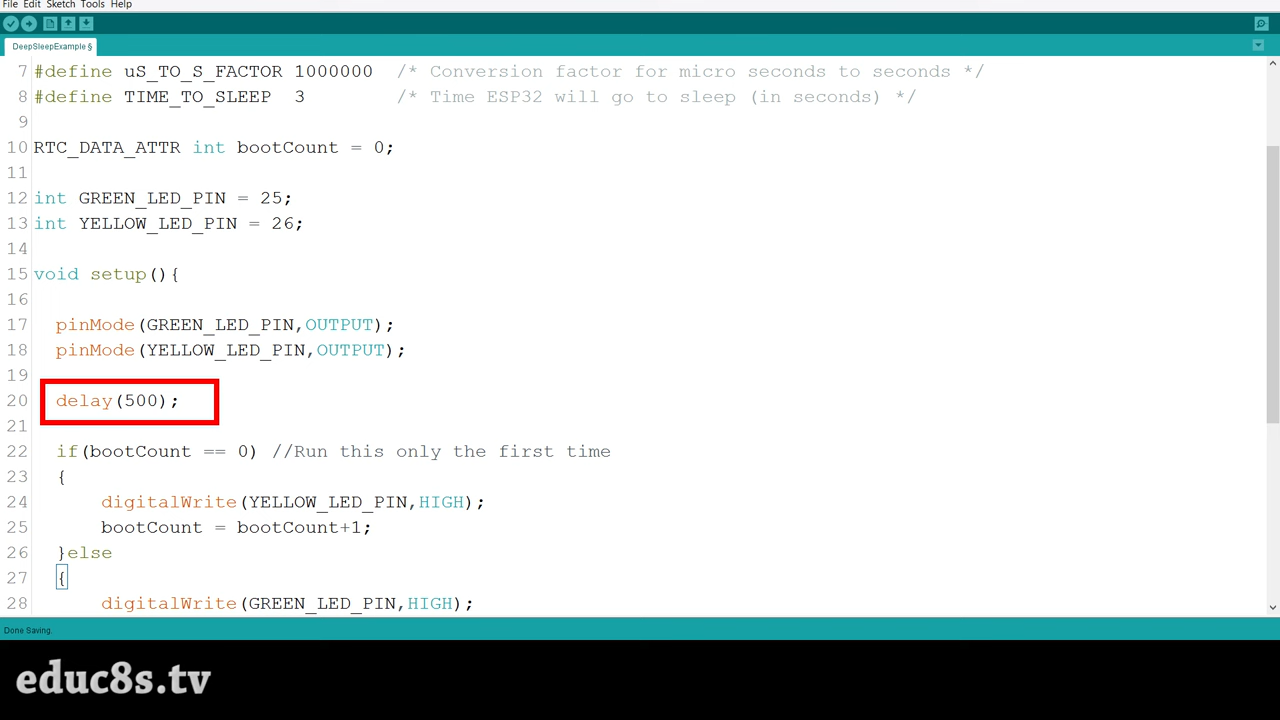 File Edit Sketch Tools Help
DeepSleepExample §
7 #define uS_TO_S_FACTOR 1000000 /* Conversion factor for micro seconds to seconds */
8 #define TIME_TO_SLEEP 3 /* Time ESP32 will go to sleep (in seconds) */
9
10 RTC_DATA_ATTR int bootCount = 0;
11
12 int GREEN_LED_PIN = 25;
13 int YELLOW_LED_PIN = 26;
14
15 void setup(){
16
17 pinMode(GREEN_LED_PIN,OUTPUT);
18 pinMode(YELLOW_LED_PIN,OUTPUT);
19
20 delay(500);
21
22 if(bootCount == 0) //Run this only the first time
23 {
24 digitalWrite(YELLOW_LED_PIN,HIGH);
25 bootCount = bootCount+1;
26 }else
27 {
28 digitalWrite(GREEN_LED_PIN,HIGH);
Done Saving.
educ8s.tv